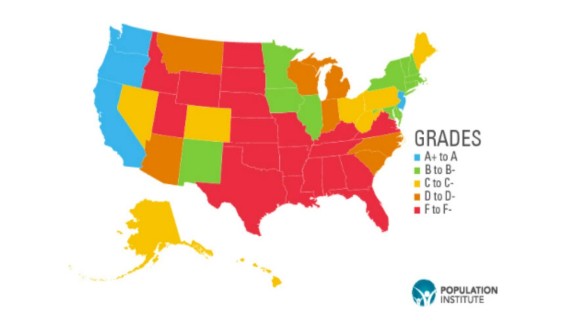 GRADES
A+ to A
B to B-
C to C-
D to D-
F to F-
POPULATION
INSTITUTE